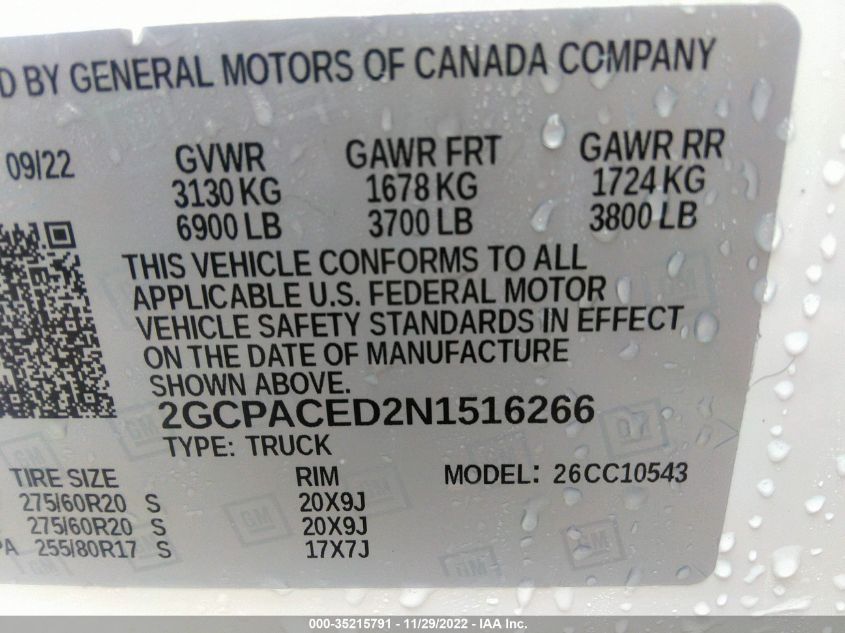 D BY GENERAL MOTORS OF CANADA COMPANY
09/22 GVWR GAWR FRT GAWR RR
3130 KG 1678 KG 1724 KG
6900 LB 3700 LB 3800 LB
THIS VEHICLE CONFORMS TO ALL
APPLICABLE U.S. FEDERAL MOTOR
VEHICLE SAFETY STANDARDS IN EFFECT
ON THE DATE OF MANUFACTURE
SHOWN ABOVE.
2GCPACED2N1516266
TYPE: TRUCK
TIRE SIZE RIM MODEL: 26CC10543
275/60R20 S 20X9J
275/60R20 S 20X9J
PA 255/80R17 S 17X7J
GM GM GM
000-35215791 - 11/29/2022 - IAA Inc.